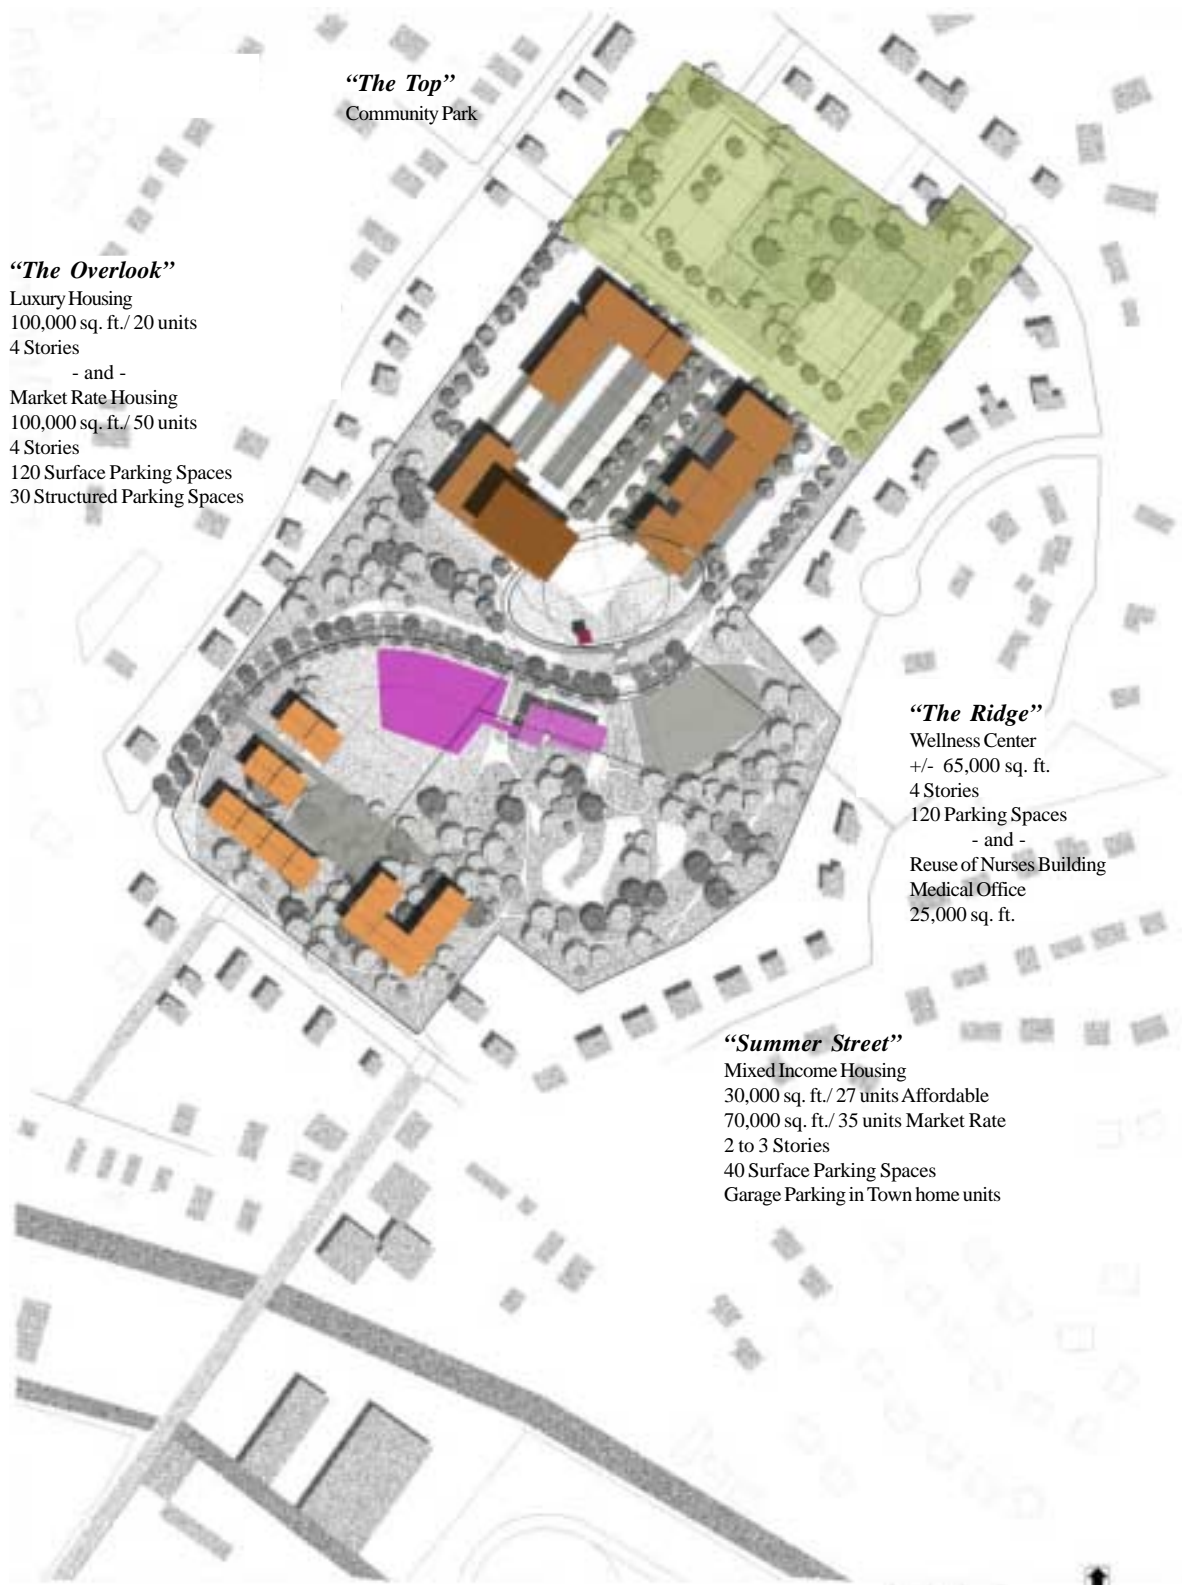 “The Top”
Community Park
“The Overlook”
Luxury Housing
100,000 sq. ft./ 20 units
4 Stories
- and -
Market Rate Housing
100,000 sq. ft./ 50 units
4 Stories
120 Surface Parking Spaces
30 Structured Parking Spaces
“The Ridge”
Wellness Center
+/- 65,000 sq. ft.
4 Stories
120 Parking Spaces
- and -
Reuse of Nurses Building
Medical Office
25,000 sq. ft.
“Summer Street”
Mixed Income Housing
30,000 sq. ft./ 27 units Affordable
70,000 sq. ft./ 35 units Market Rate
2 to 3 Stories
40 Surface Parking Spaces
Garage Parking in Town home units